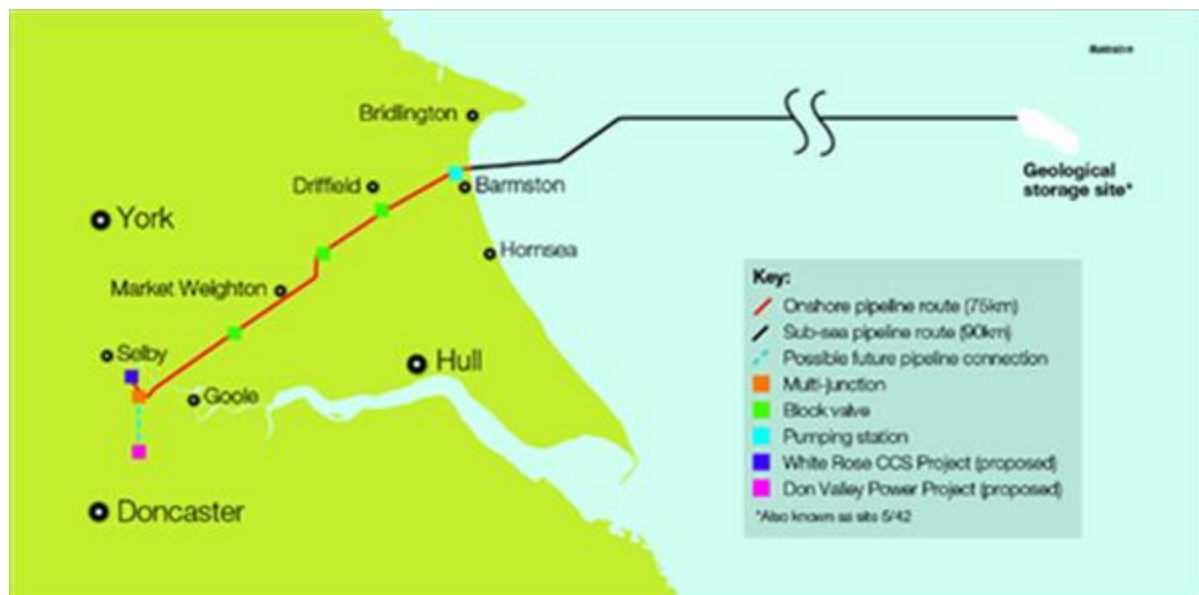 Illustrative
Bridlington
Driffield
Barmston
Geological
storage site*
York
Hornsea
Market Weighton
Key:
Onshore pipeline route (75km)
Sub-sea pipeline route (90km)
Selby
Hull
Possible future pipeline connection
Multi-junction
Goole
Block valve
Pumping station
White Rose CCS Project (proposed)
Don Valley Power Project (proposed)
Doncaster
*Also known as site 5/42